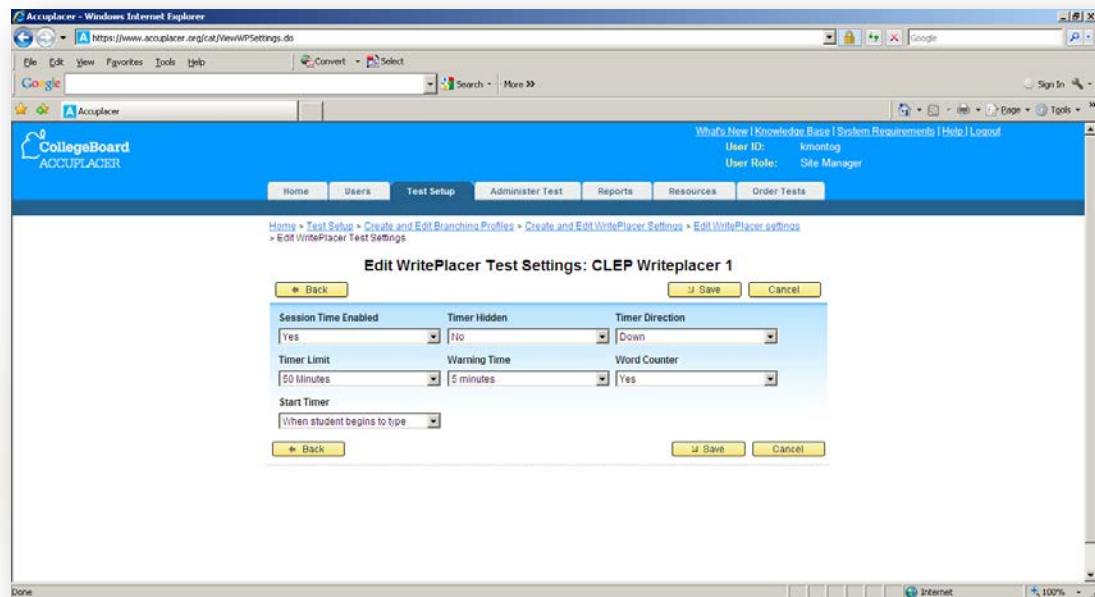 Accuplacer - Windows Internet Explorer
https://www.accuplacer.org/cat/ViewWPSettings.do
Google
File Edit View Favorites Tools Help
Convert Select
Google
Search More >>
Sign In
Accuplacer
Page Tools
What's New | Knowledge Base | System Requirements | Help | Logout
CollegeBoard
ACCUPLACER
User ID: kmontog
User Role: Site Manager
Home Users Test Setup Administer Test Reports Resources Order Tests
Home > Test Setup > Create and Edit Branching Profiles > Create and Edit WritePlacer Settings > Edit WritePlacer settings
> Edit WritePlacer Test Settings
Edit WritePlacer Test Settings: CLEP Writeplacer 1
Back Save Cancel
Session Time Enabled Timer Hidden Timer Direction
Yes No Down
Timer Limit Warning Time Word Counter
50 Minutes 5 minutes Yes
Start Timer
When student begins to type
Back Save Cancel
Done Internet 100%